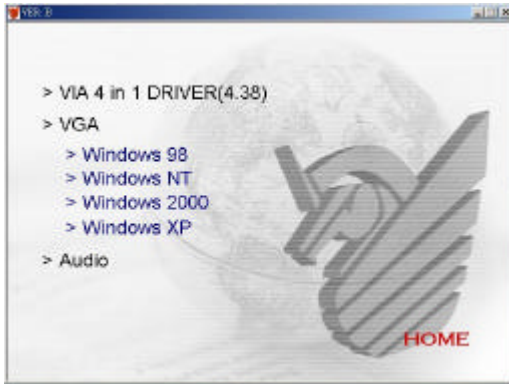 VER: B
> VIA 4 in 1 DRIVER(4.38)
> VGA
> Windows 98
> Windows NT
> Windows 2000
> Windows XP
> Audio
HOME